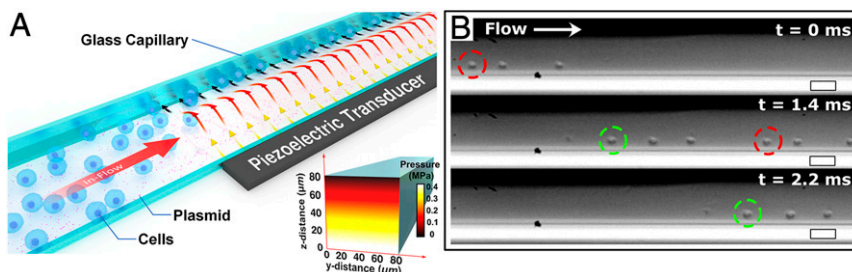 A
Glass Capillary
In-Flow
Plasmid
Cells
Piezoelectric Transducer
Pressure
(MPa)
80
60
40
20
0
z-distance (μm)
0 20 40 60 80
y-distance (μm)
0.4
0.3
0.2
0.1
0
B
Flow
t = 0 ms
t = 1.4 ms
t = 2.2 ms